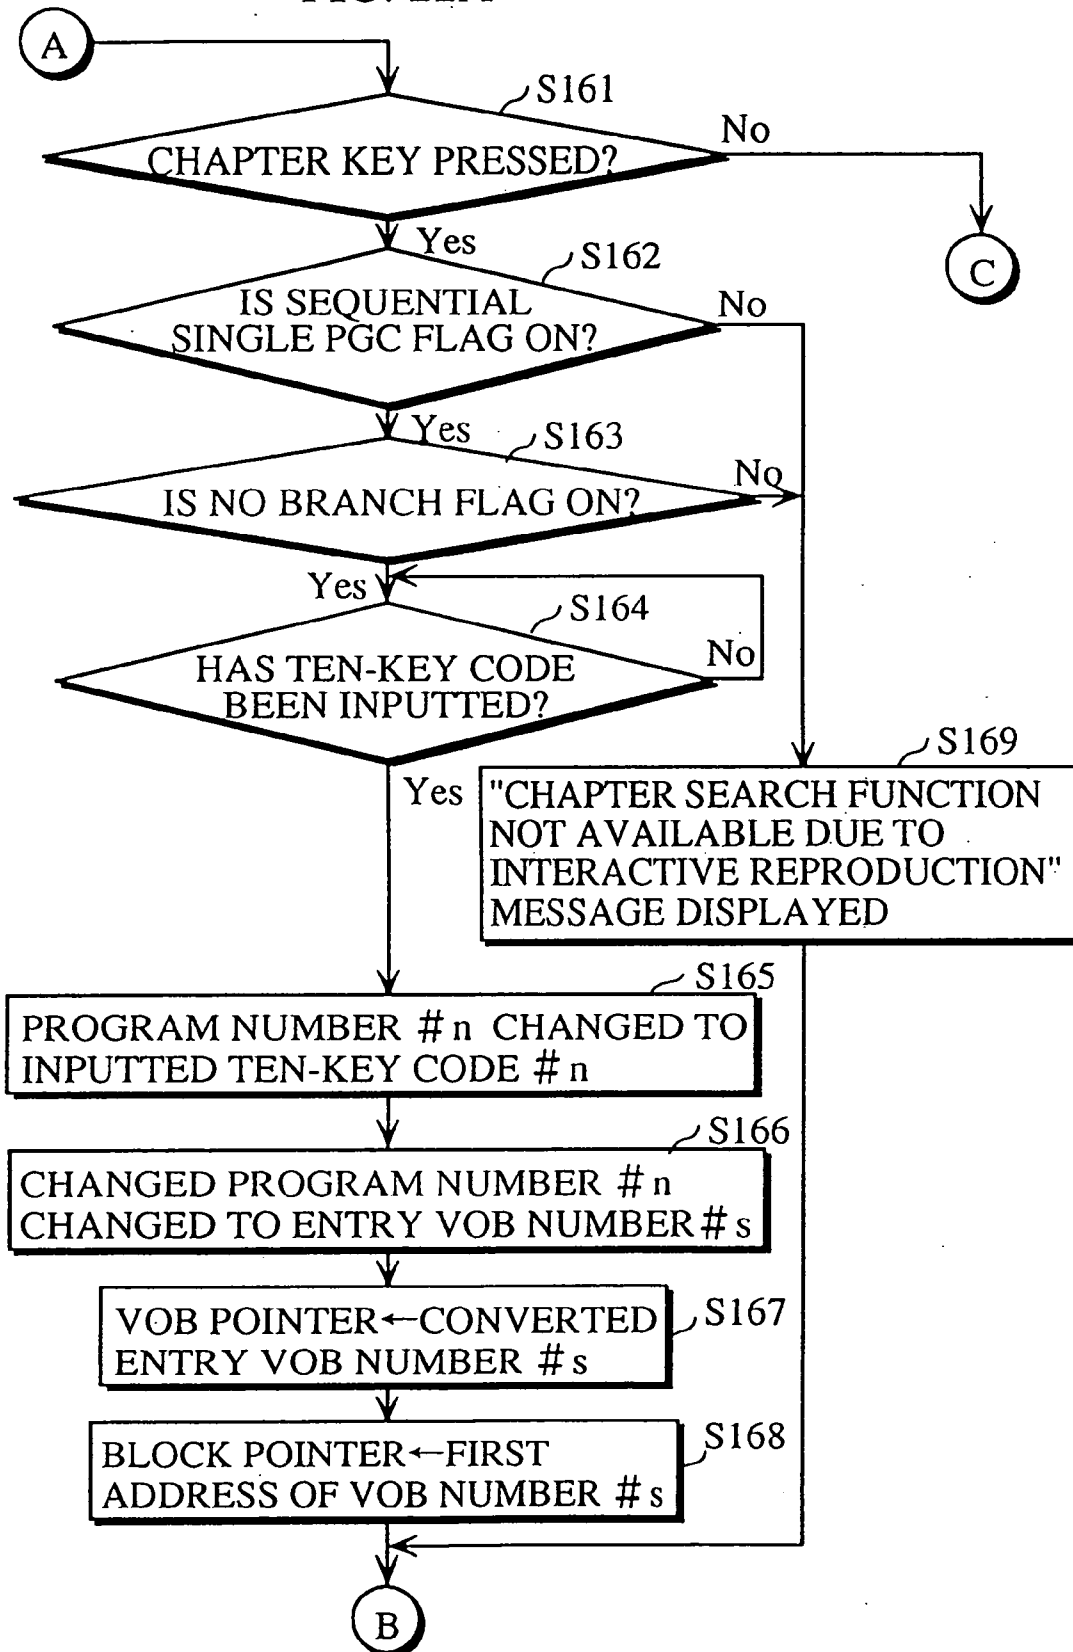 A
S161
CHAPTER KEY PRESSED?
No
Yes
C
S162
IS SEQUENTIAL
SINGLE PGC FLAG ON?
No
Yes
S163
IS NO BRANCH FLAG ON?
No
Yes
S164
HAS TEN-KEY CODE
BEEN INPUTTED?
No
Yes
S169
"CHAPTER SEARCH FUNCTION
NOT AVAILABLE DUE TO
INTERACTIVE REPRODUCTION"
MESSAGE DISPLAYED
S165
PROGRAM NUMBER #n CHANGED TO
INPUTTED TEN-KEY CODE #n
S166
CHANGED PROGRAM NUMBER #n
CHANGED TO ENTRY VOB NUMBER #s
S167
VOB POINTER←CONVERTED
ENTRY VOB NUMBER #s
S168
BLOCK POINTER←FIRST
ADDRESS OF VOB NUMBER #s
B